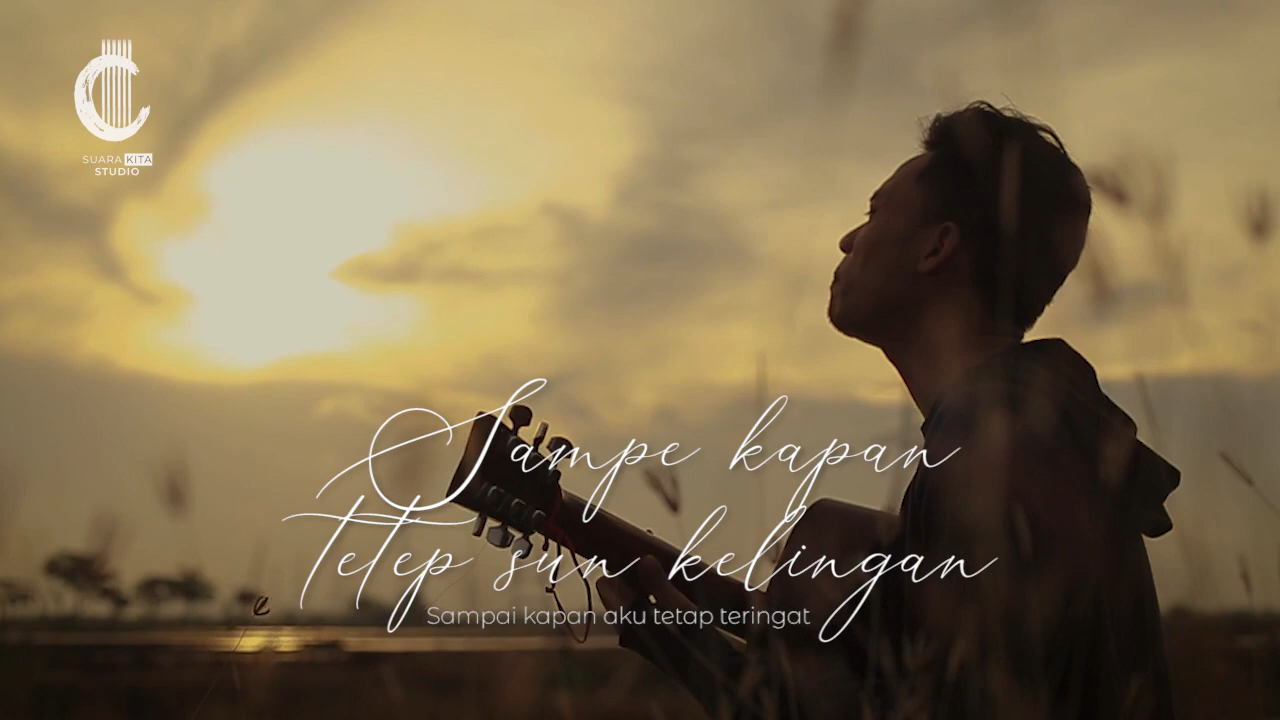 SUARA KITA
STUDIO
Sampe kapan
tetep sun kelingan
Sampai kapan aku tetap teringat